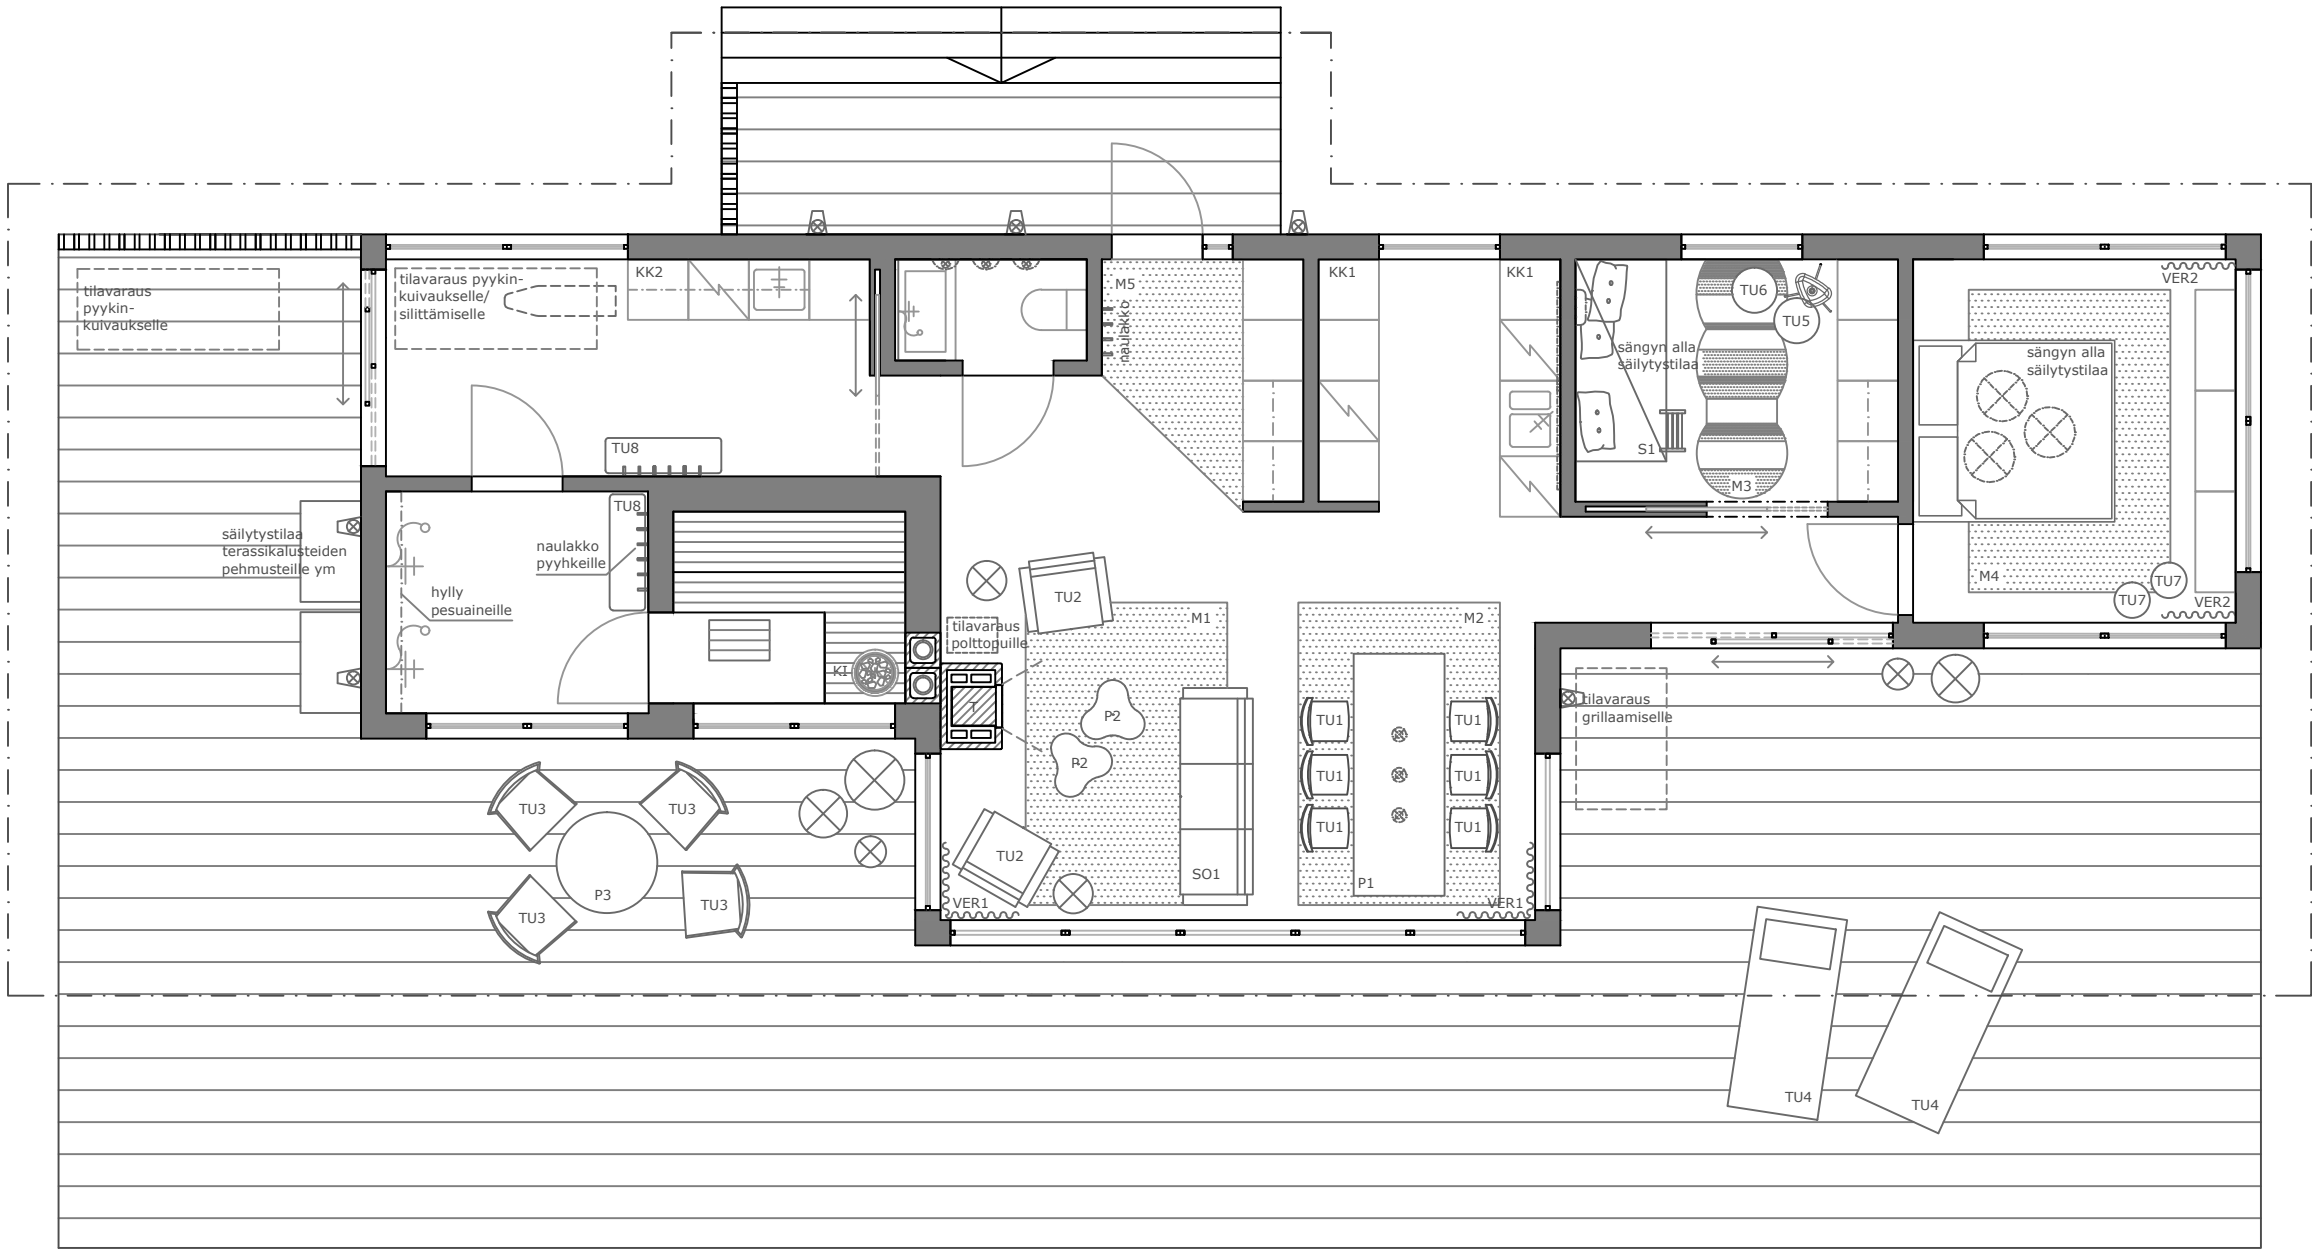 tilavaraus
pyykin-
kuivaukselle
tilavaraus pyykin-
kuivaukselle/
silittämiselle
KK2
M5
naulakko
KK1
KK1
TU6
TU5
sängyn alla
säilytystilaa
S1
M3
VER2
sängyn alla
säilytystilaa
M4
TU7
TU7
VER2
TU8
TU8
säilytystilaa
terassikalusteiden
pehmusteille ym
naulakko
pyyhkeille
hylly
pesuaineille
KI
TU2
tilavaraus
polttopuille
T
M1
M2
P2
P2
TU1
TU1
TU1
TU1
TU1
TU1
tilavaraus
grillaamiselle
TU3
TU3
P3
TU3
TU3
TU2
VER1
SO1
P1
VER1
TU4
TU4